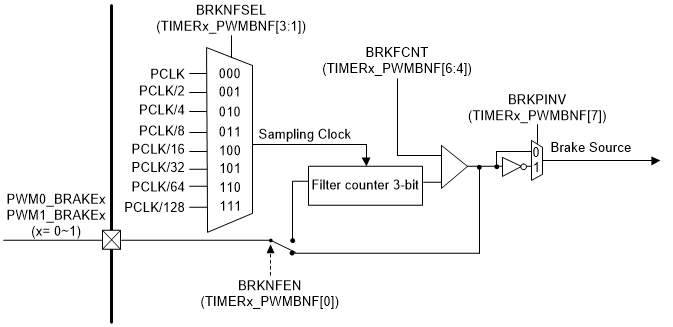 BRKNFSEL
(TIMERx_PWMBNF[3:1])
BRKFCNT
(TIMERx_PWMBNF[6:4])
BRKPINV
(TIMERx_PWMBNF[7])
PCLK 000
PCLK/2 001
PCLK/4 010
PCLK/8 011
PCLK/16 100
PCLK/32 101
PCLK/64 110
PCLK/128 111
Sampling Clock
Filter counter 3-bit
0
1
Brake Source
PWM0_BRAKEx
PWM1_BRAKEx
(x= 0~1)
BRKNFEN
(TIMERx_PWMBNF[0])